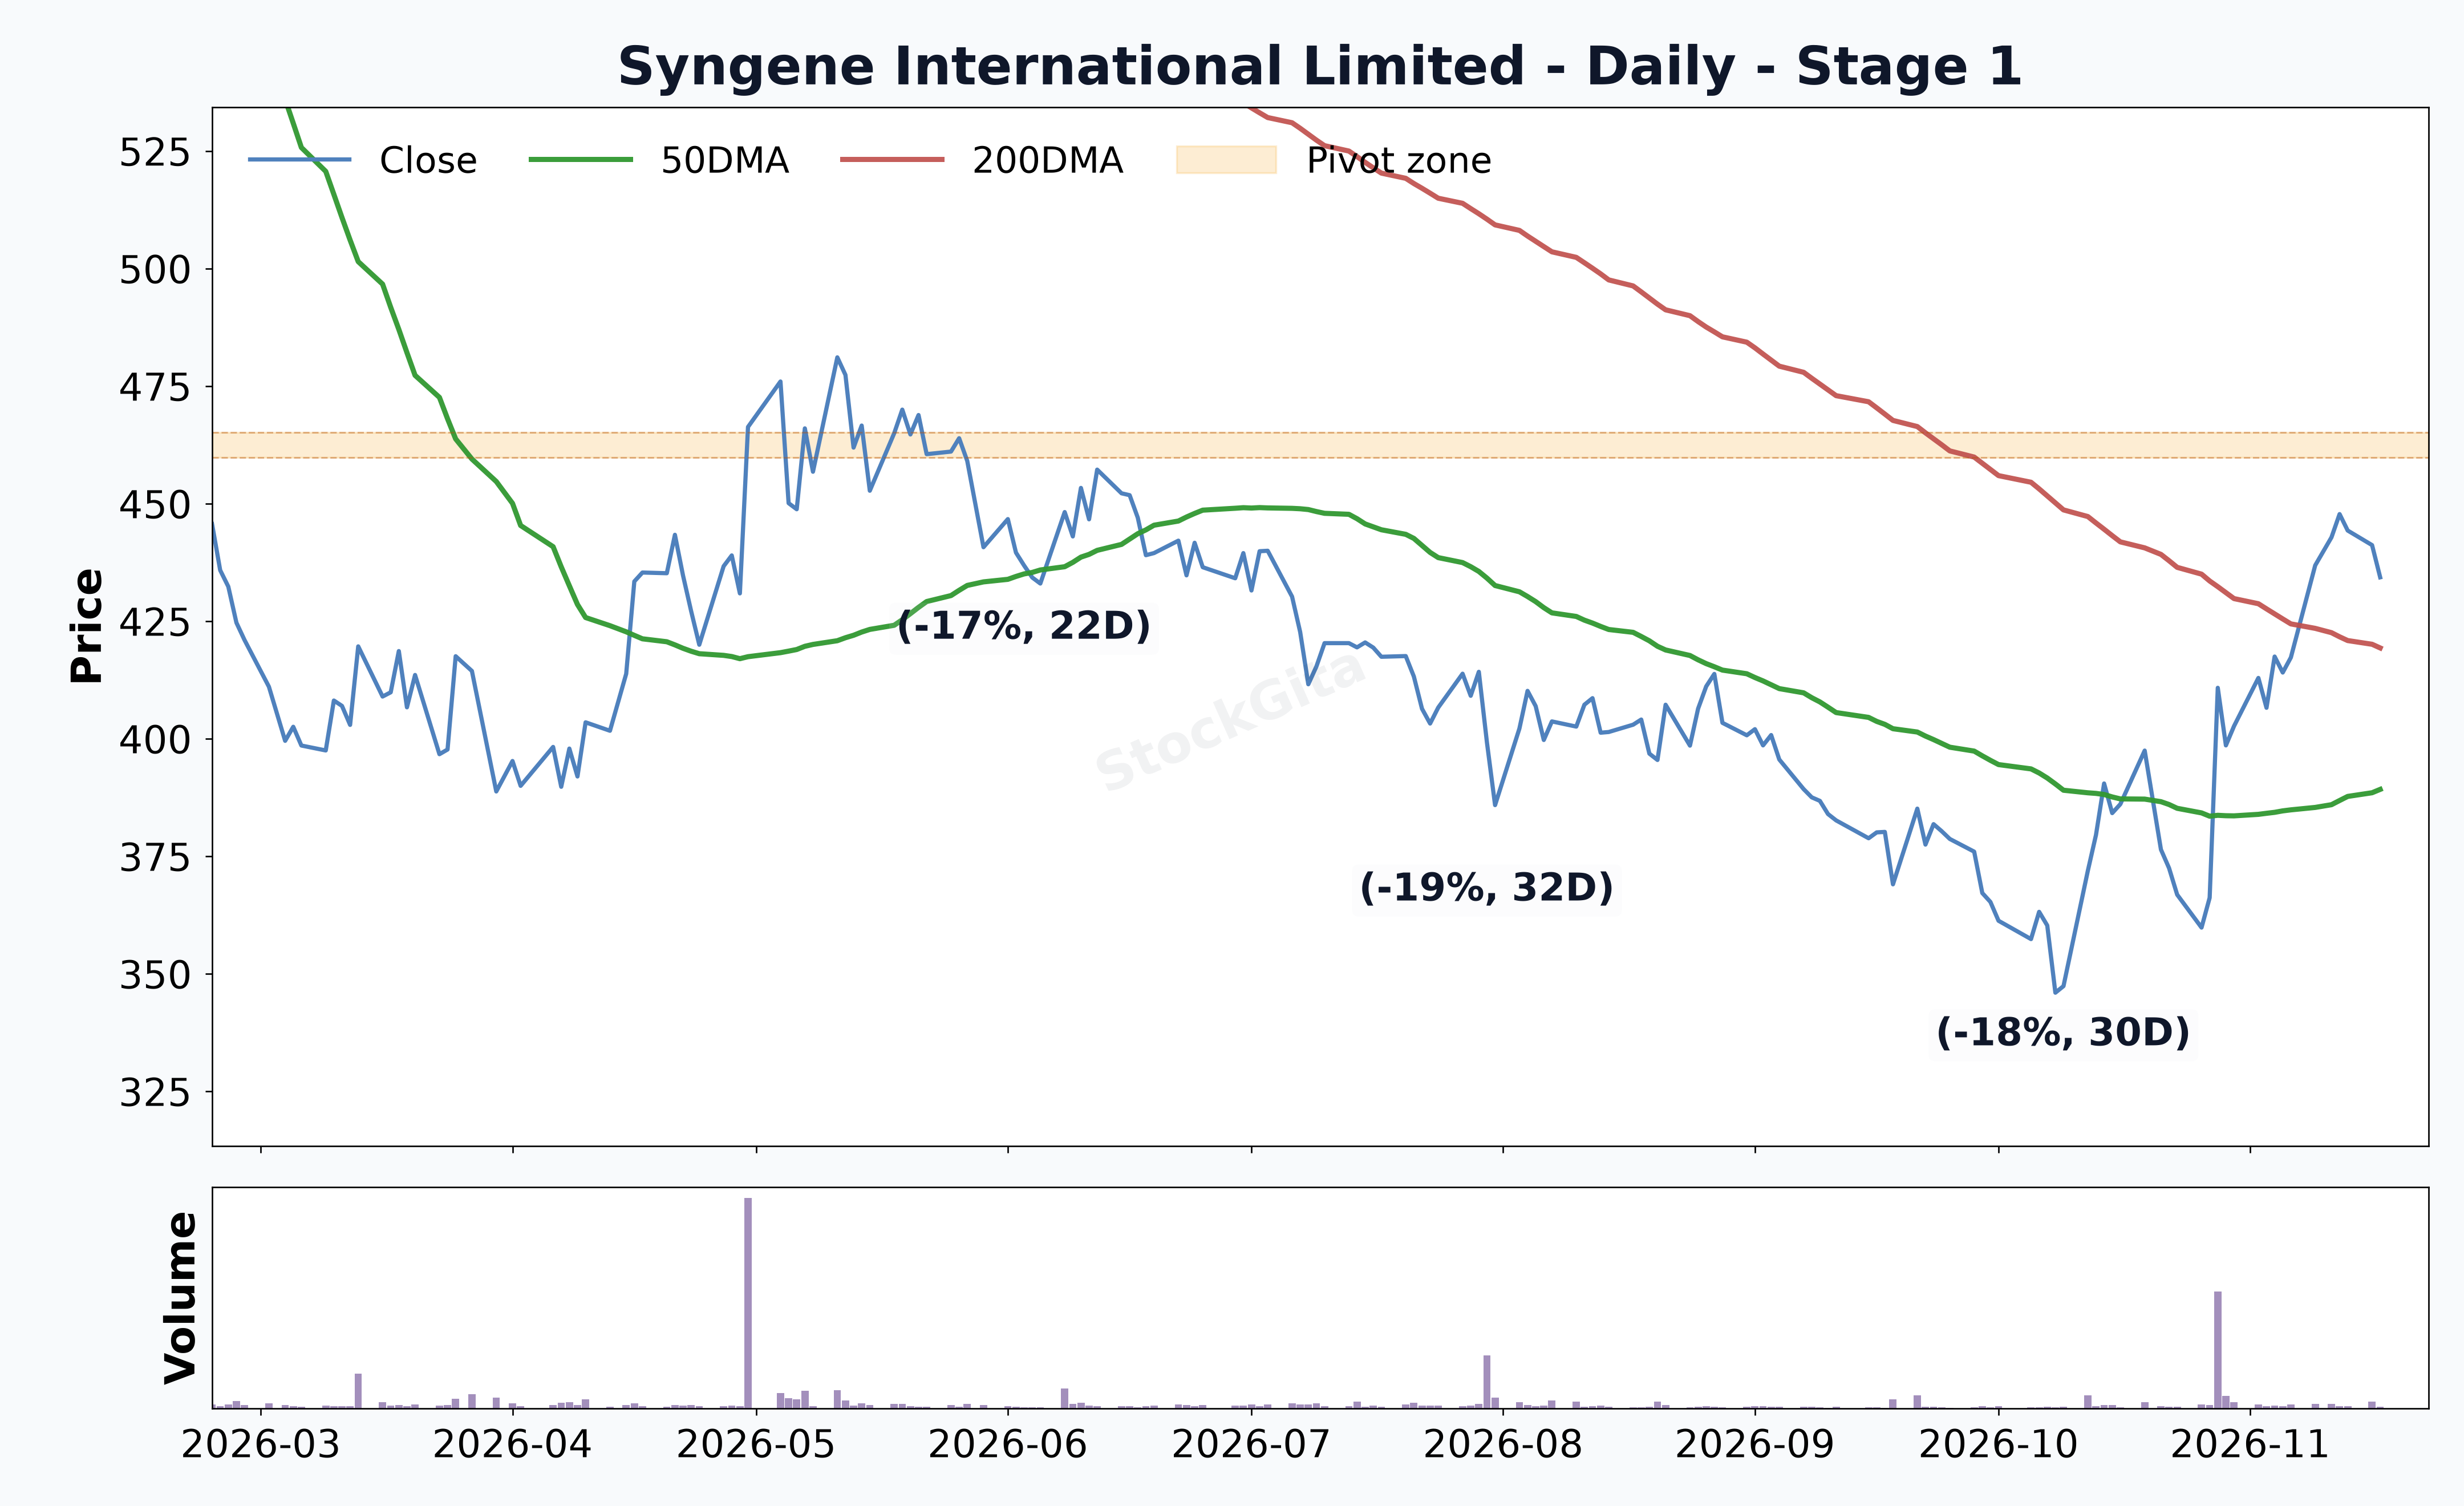 Syngene International Limited - Daily - Stage 1
Close 50DMA 200DMA Pivot zone
Price
525
500
475
450
425
400
375
350
325
(-17%, 22D)
StockGita
(-19%, 32D)
(-18%, 30D)
Volume
2026-03 2026-04 2026-05 2026-06 2026-07 2026-08 2026-09 2026-10 2026-11